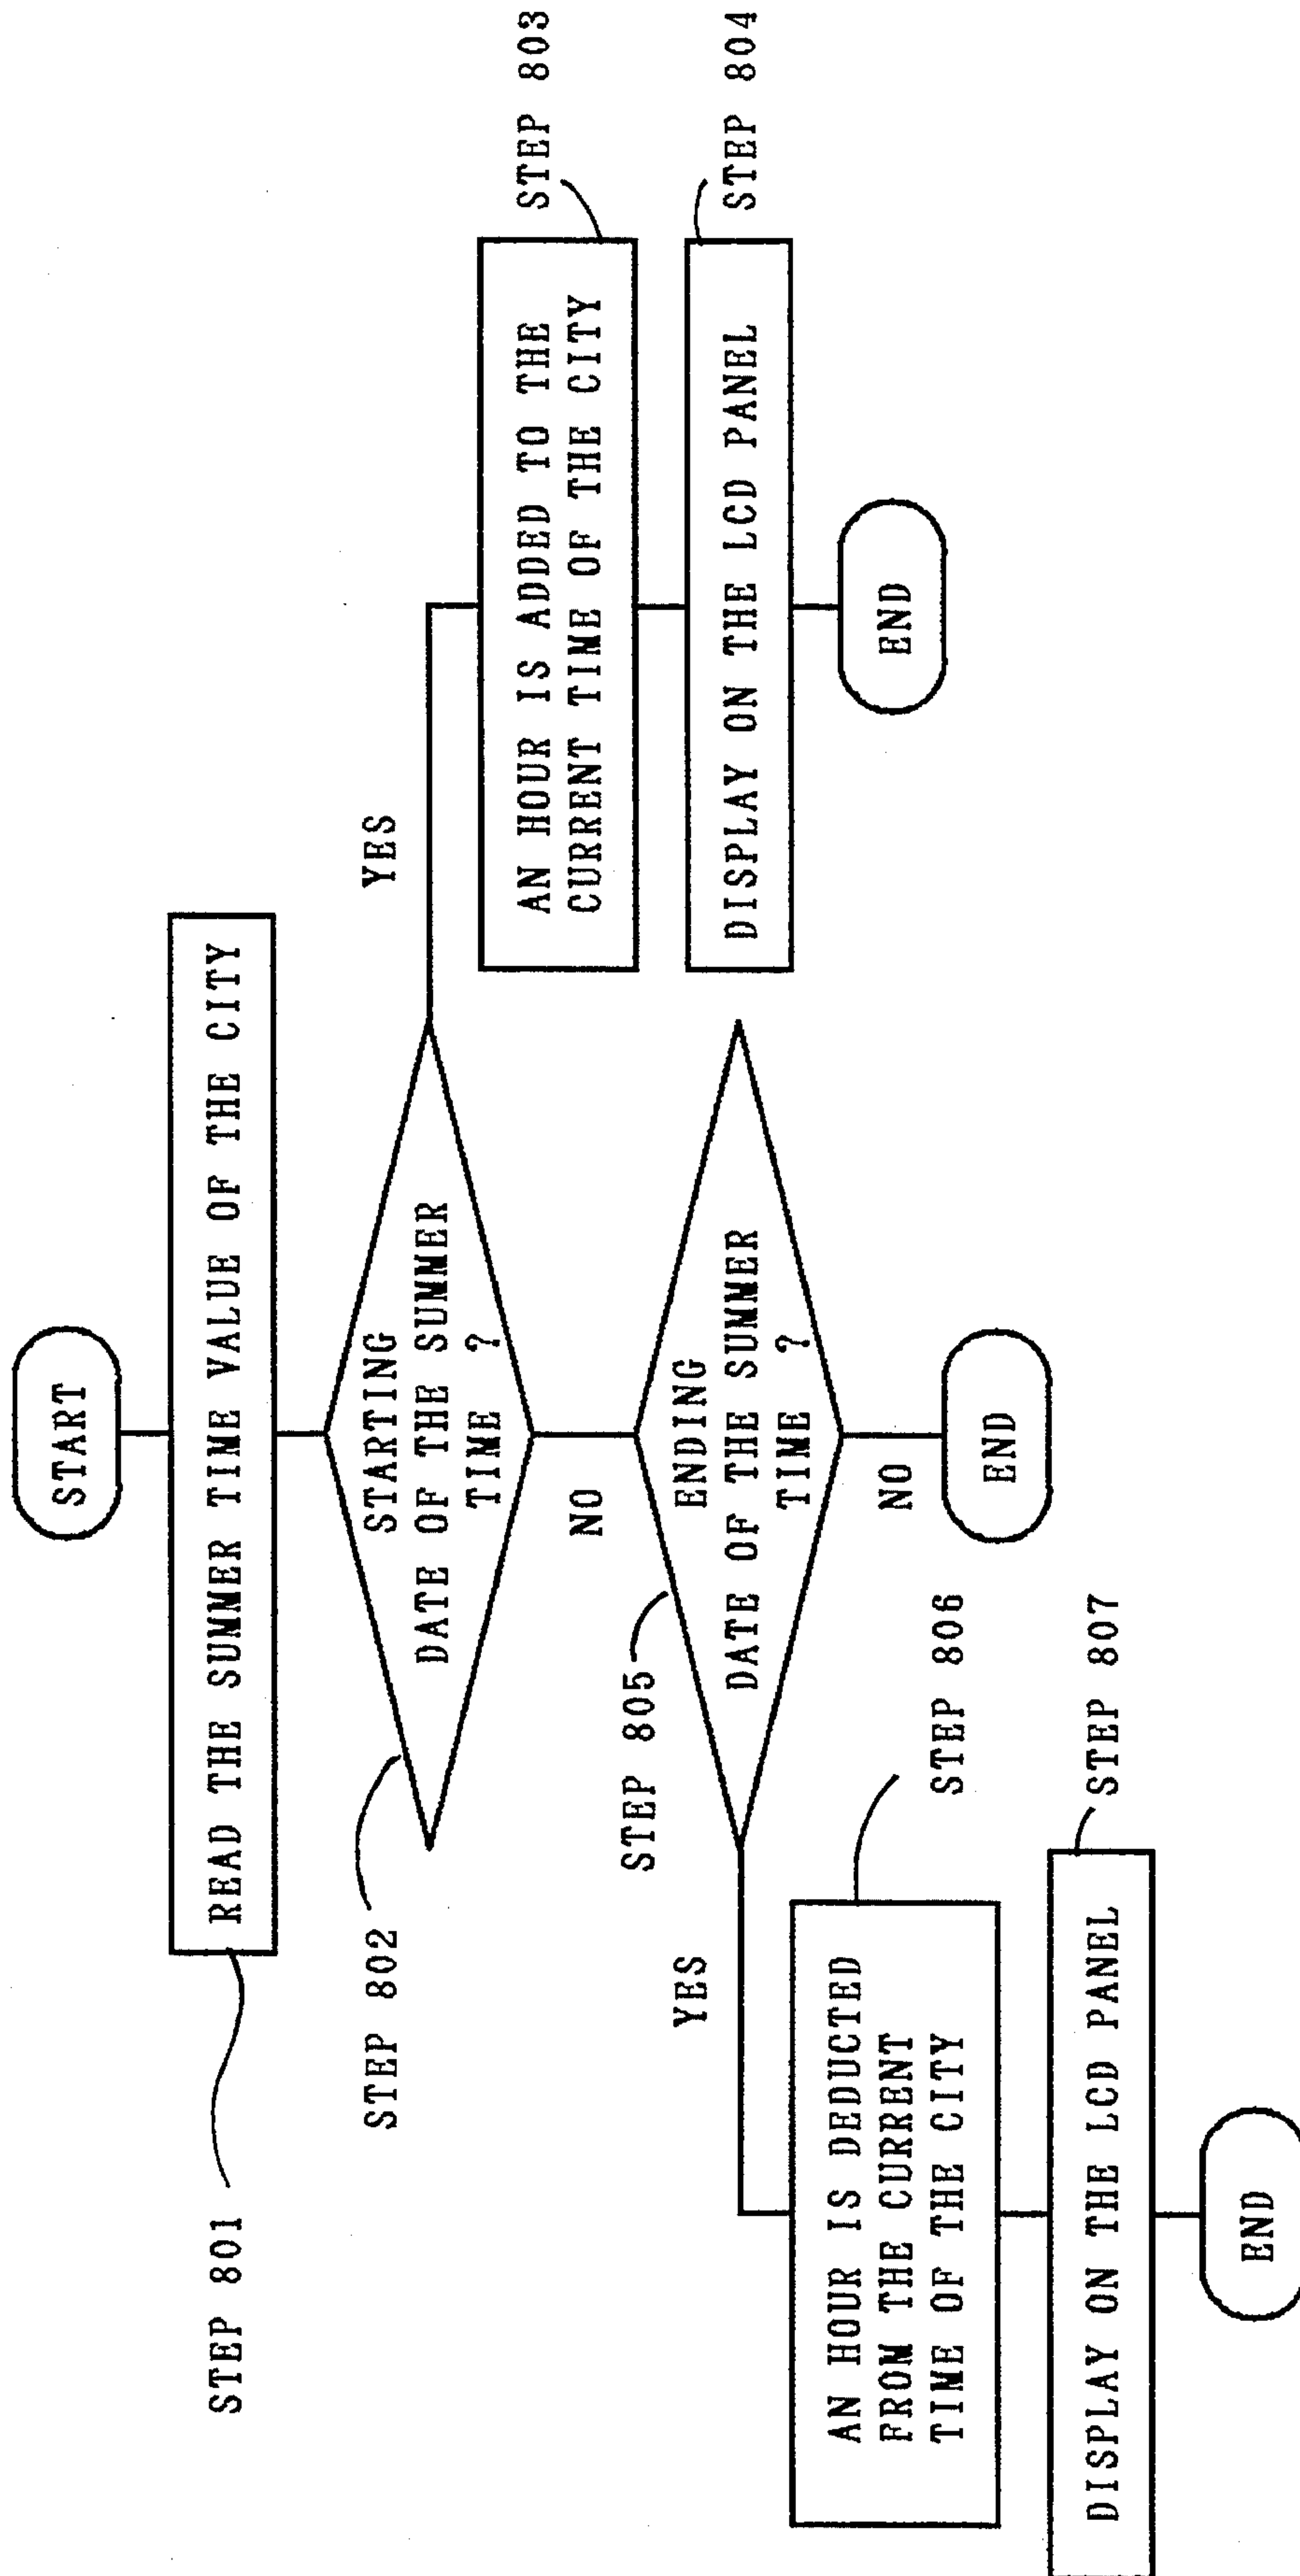 START
STEP 801
READ THE SUMMER TIME VALUE OF THE CITY
STEP 802
STARTING
DATE OF THE SUMMER
TIME ?
YES
NO
STEP 803
AN HOUR IS ADDED TO THE
CURRENT TIME OF THE CITY
STEP 804
DISPLAY ON THE LCD PANEL
END
STEP 805
ENDING
DATE OF THE SUMMER
TIME ?
YES
NO
END
STEP 806
AN HOUR IS DEDUCTED
FROM THE CURRENT
TIME OF THE CITY
STEP 807
DISPLAY ON THE LCD PANEL
END